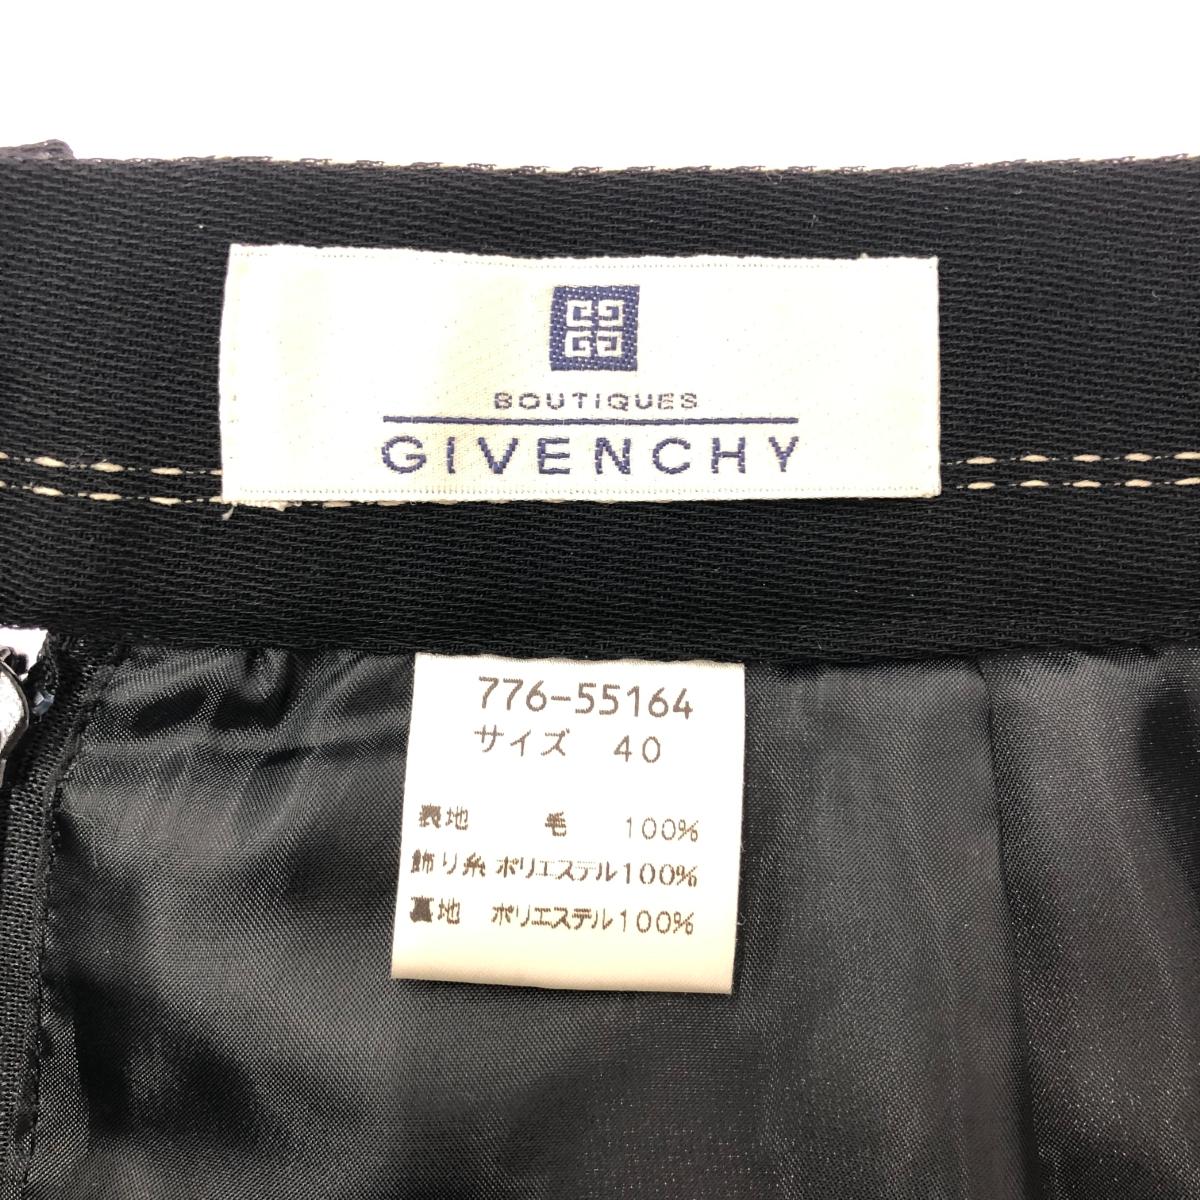 BOUTIQUES
GIVENCHY
776-55164
サイズ 40
表地 毛 100%
飾り糸 ポリエステル100%
裏地 ポリエステル100%